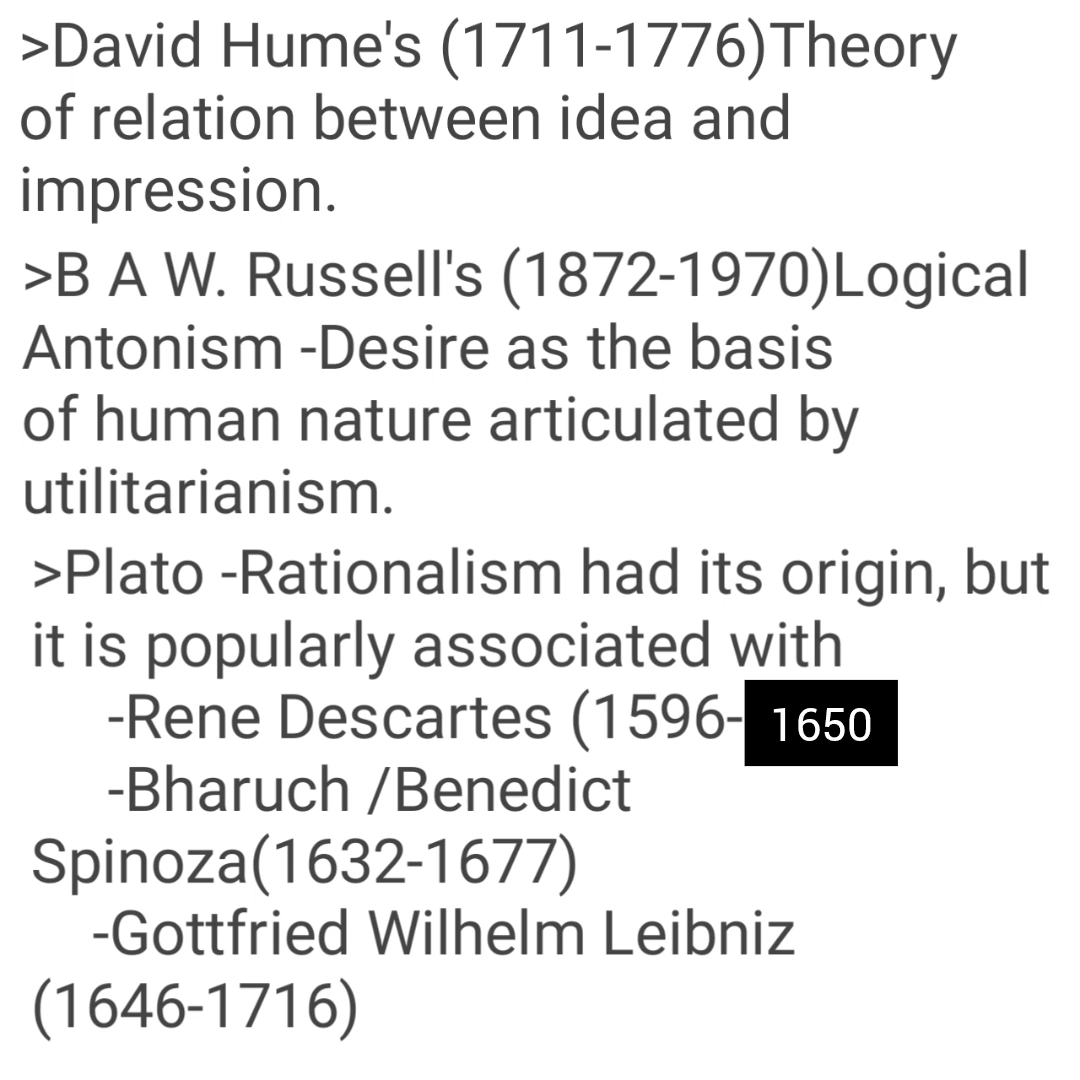 >David Hume's (1711-1776)Theory
of relation between idea and
impression.
>B A W. Russell's (1872-1970)Logical
Antonism -Desire as the basis
of human nature articulated by
utilitarianism.
>Plato -Rationalism had its origin, but
it is popularly associated with
-Rene Descartes (1596- 1650
-Bharuch /Benedict
Spinoza(1632-1677)
-Gottfried Wilhelm Leibniz
(1646-1716)